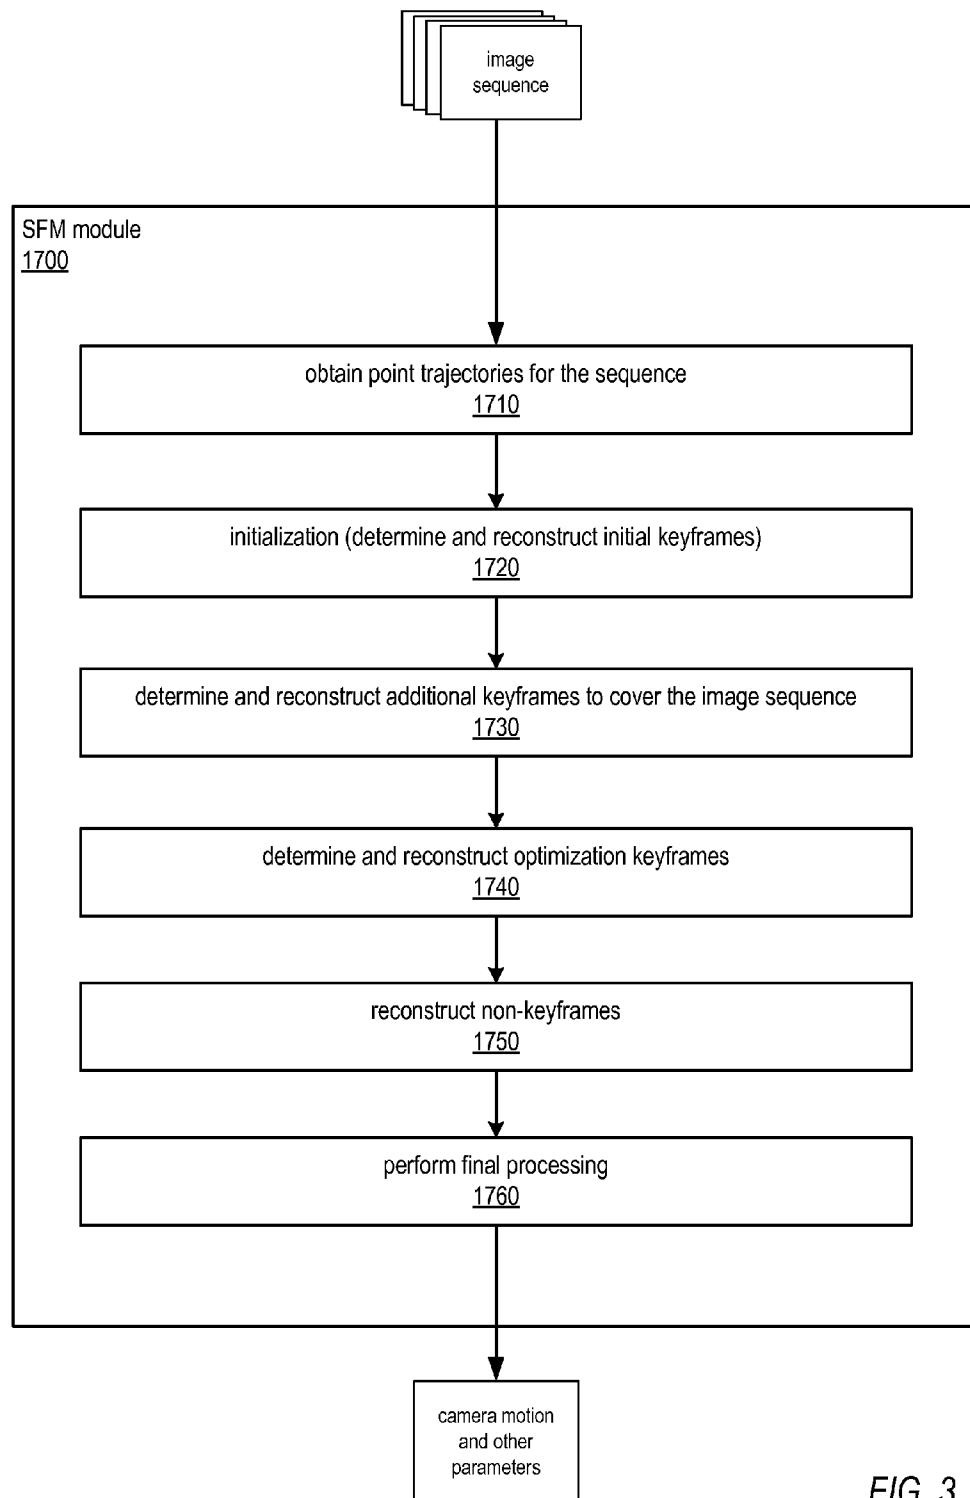 image
sequence
SFM module
1700
obtain point trajectories for the sequence
1710
initialization (determine and reconstruct initial keyframes)
1720
determine and reconstruct additional keyframes to cover the image sequence
1730
determine and reconstruct optimization keyframes
1740
reconstruct non-keyframes
1750
perform final processing
1760
camera motion
and other
parameters
FIG. 3